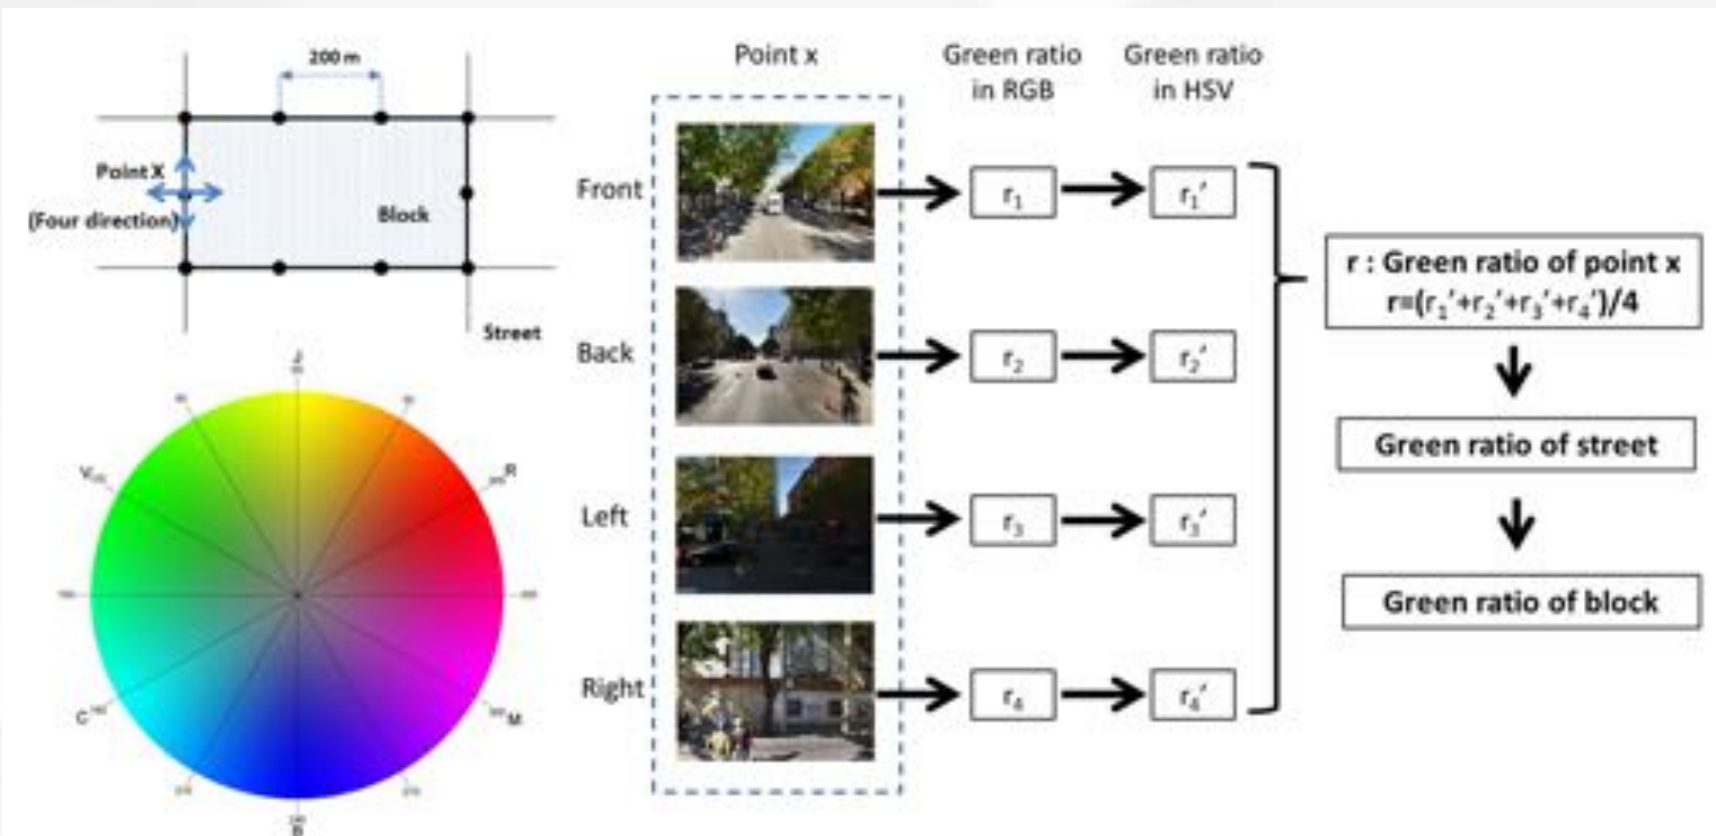 200 m
Point X
(Four direction)
Block
Street
J
V
R
C
M
B
Point x
Green ratio
in RGB
Green ratio
in HSV
Front
r₁
r₁′
Back
r₂
r₂′
Left
r₃
r₃′
Right
r₄
r₄′
r : Green ratio of point x
r=(r₁′+r₂′+r₃′+r₄′)/4
Green ratio of street
Green ratio of block